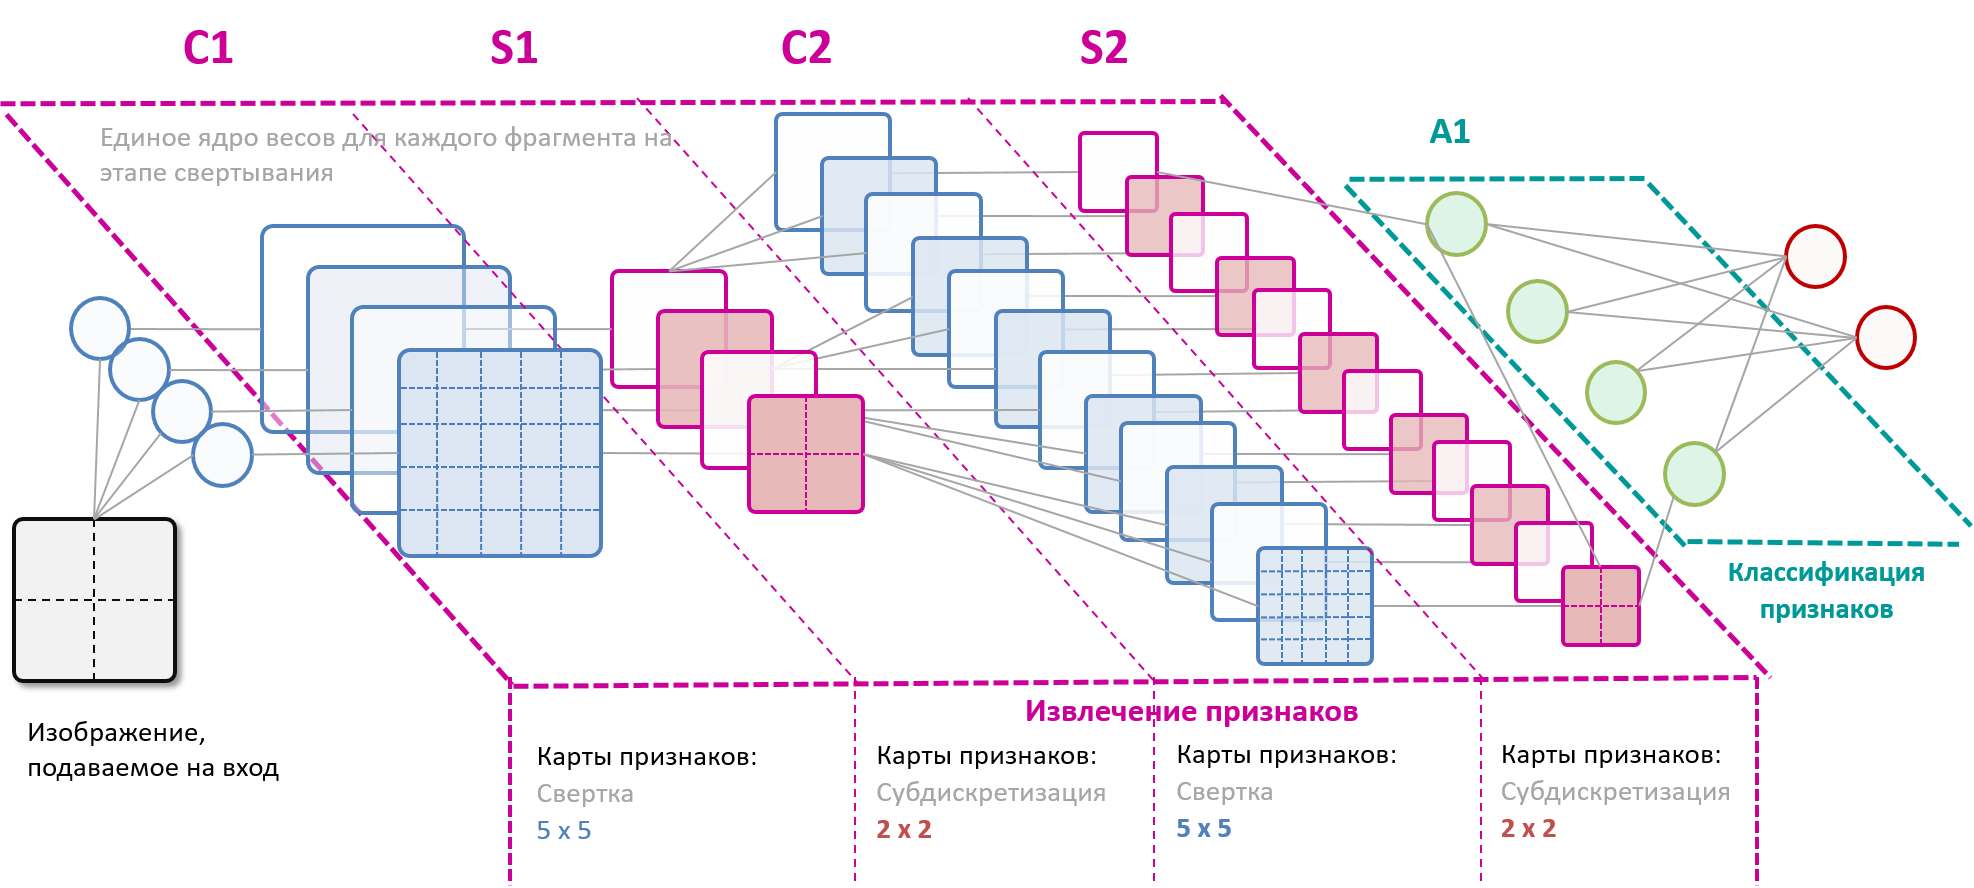 C1
S1
C2
S2
Единое ядро весов для каждого фрагмента на
этапе свертывания
A1
Классификация
признаков
Извлечение признаков
Изображение,
подаваемое на вход
Карты признаков:
Свертка
5 x 5
Карты признаков:
Субдискретизация
2 x 2
Карты признаков:
Свертка
5 x 5
Карты признаков:
Субдискретизация
2 x 2